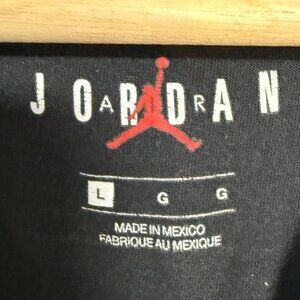 JORDAN
AIR
L G G
MADE IN MEXICO
FABRIQUE AU MEXIQUE